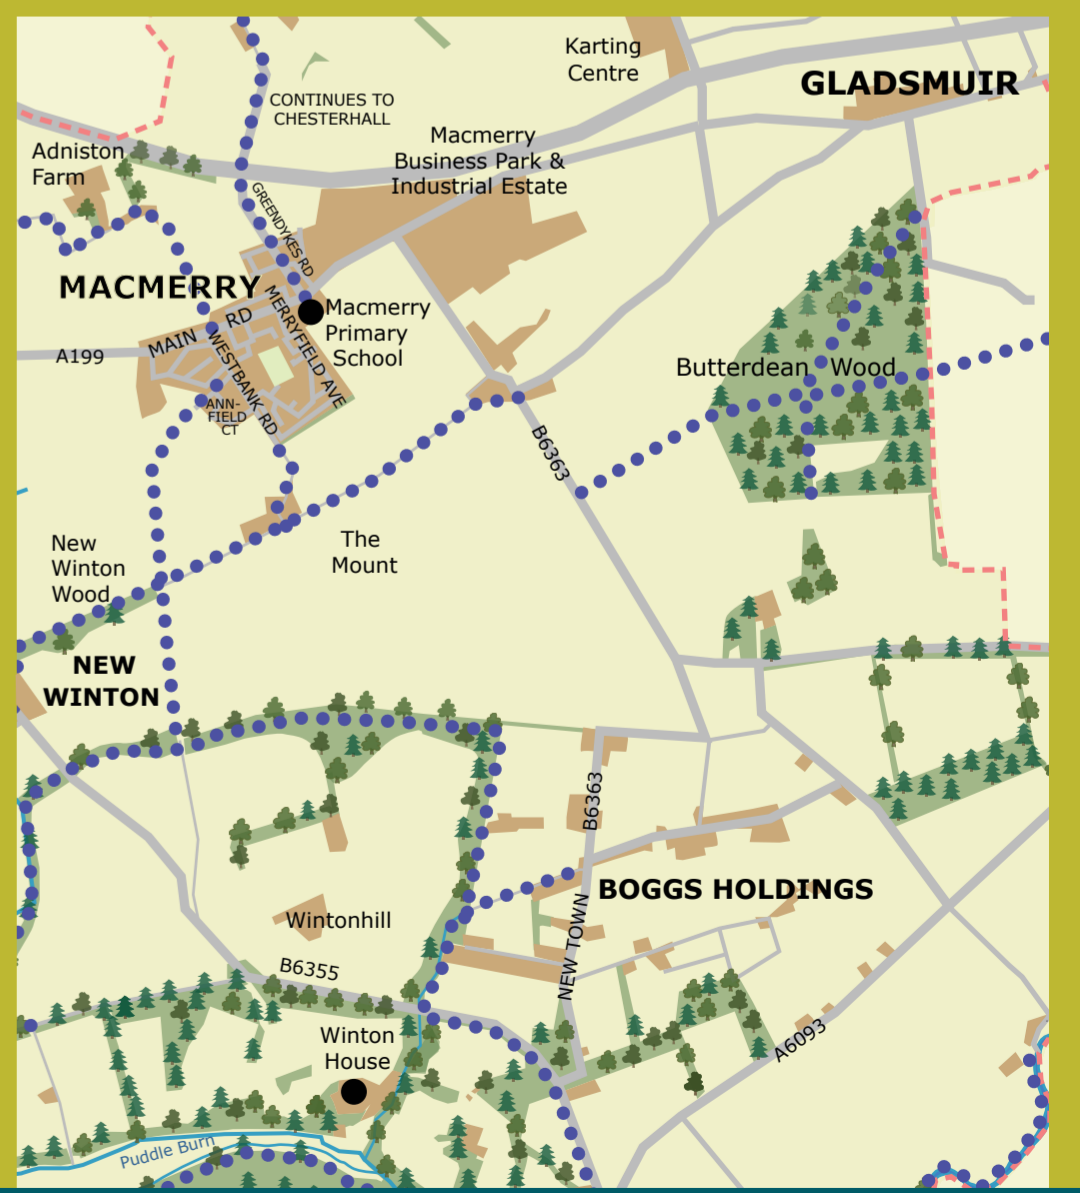 Karting
Centre
GLADSMUIR
CONTINUES TO
CHESTERHALL
Macmerry
Business Park &
Industrial Estate
Adniston
Farm
GREENDYKES RD
MACMERRY
MERRYFIELD AVE
Macmerry
Primary
School
MAIN RD
A199
WESTBANK RD
ANN-
FIELD
CT
Butterdean Wood
B6363
The
Mount
New
Winton
Wood
NEW
WINTON
B6363
BOGGS HOLDINGS
Wintonhill
NEW TOWN
B6355
Winton
House
A6093
Puddle Burn